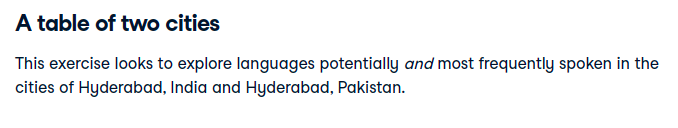 A table of two cities
This exercise looks to explore languages potentially and most frequently spoken in the
cities of Hyderabad, India and Hyderabad, Pakistan.